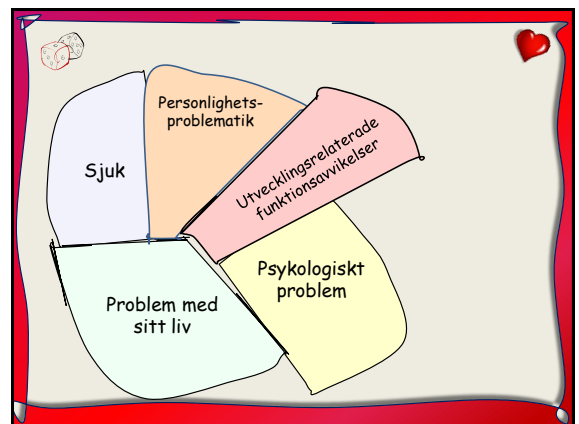 Sjuk
Personlighets-
problematik
Utvecklingsrelaterade
funktionsavvikelser
Psykologiskt
problem
Problem med
sitt liv